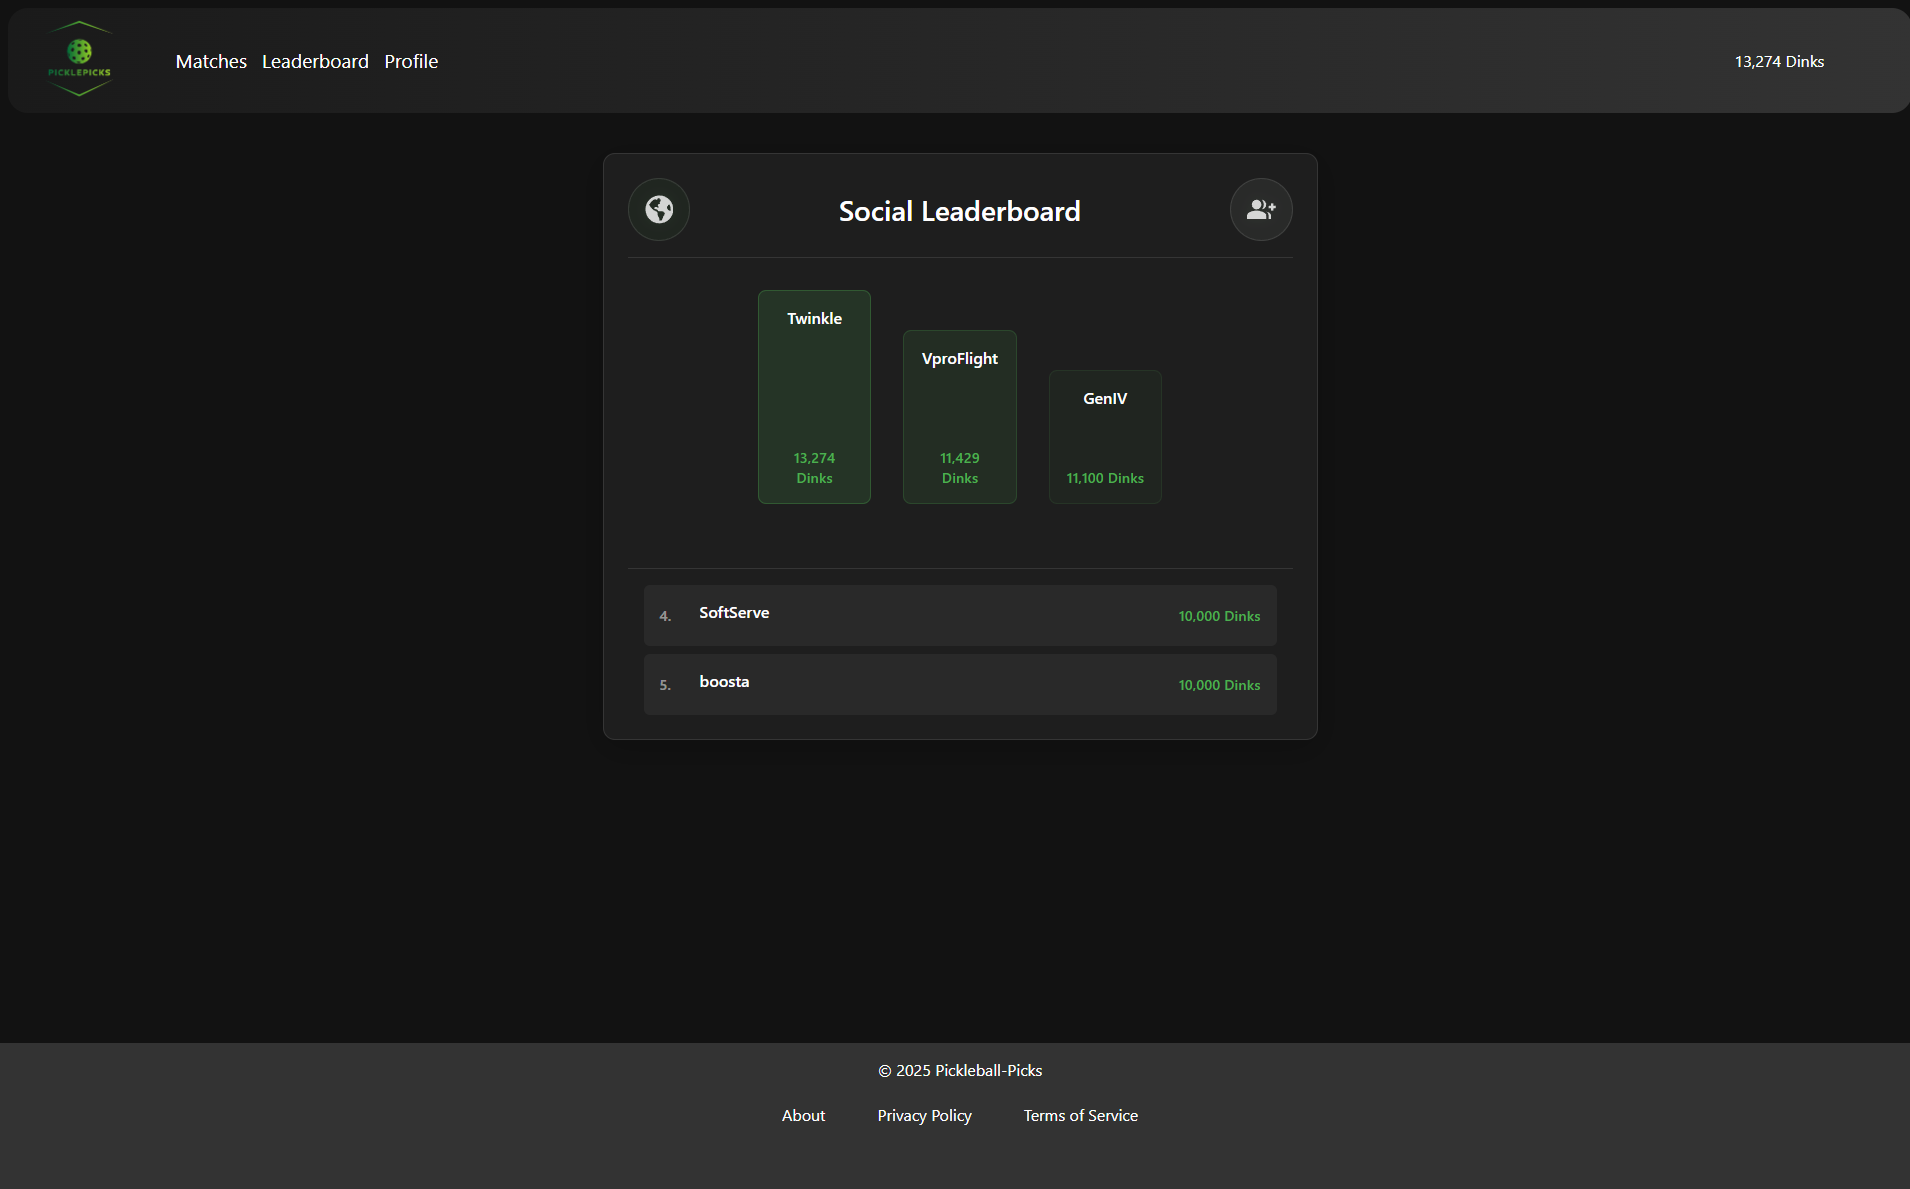 PICKLEPICKS
Matches Leaderboard Profile
13,274 Dinks
Social Leaderboard
Twinkle
13,274
Dinks
VproFlight
11,429
Dinks
GenIV
11,100 Dinks
4. SoftServe 10,000 Dinks
5. boosta 10,000 Dinks
© 2025 Pickleball-Picks
About Privacy Policy Terms of Service